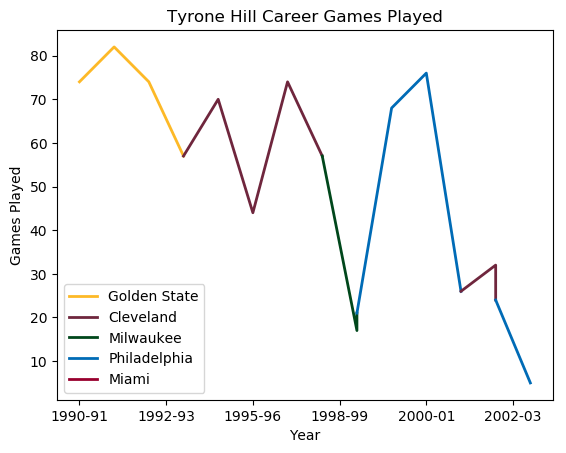 Tyrone Hill Career Games Played
Games Played
80
70
60
50
40
30
20
10
Golden State
Cleveland
Milwaukee
Philadelphia
Miami
1990-91 1992-93 1995-96 1998-99 2000-01 2002-03
Year